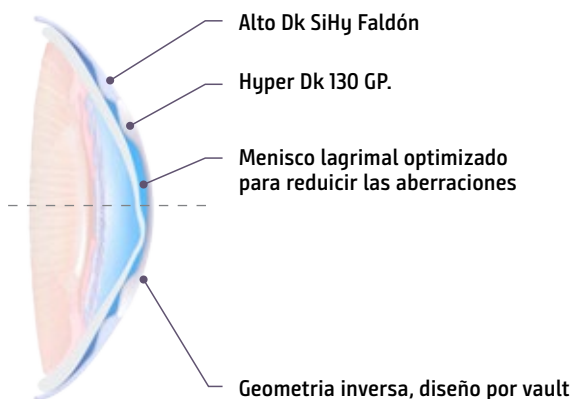 Alto Dk SiHy Faldón
Hyper Dk 130 GP.
Menisco lagrimal optimizado
para reduicir las aberraciones
Geometria inversa, diseño por vault